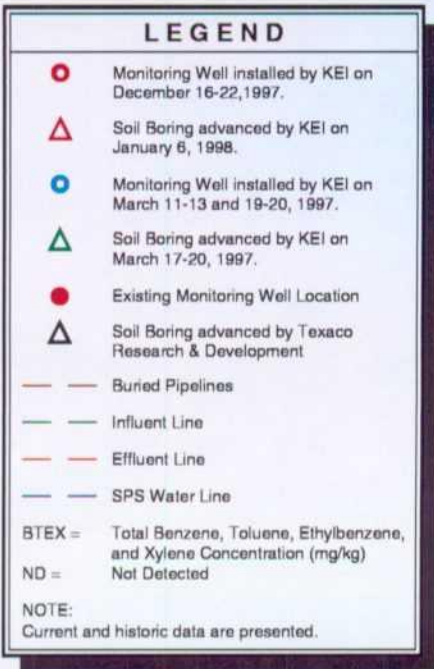 LEGEND
Monitoring Well installed by KEI on
December 16-22,1997.
Soil Boring advanced by KEI on
January 6, 1998.
Monitoring Well installed by KEI on
March 11-13 and 19-20, 1997.
Soil Boring advanced by KEI on
March 17-20, 1997.
Existing Monitoring Well Location
Soil Boring advanced by Texaco
Research & Development
Buried Pipelines
Influent Line
Effluent Line
SPS Water Line
BTEX = Total Benzene, Toluene, Ethylbenzene,
and Xylene Concentration (mg/kg)
ND = Not Detected
NOTE:
Current and historic data are presented.